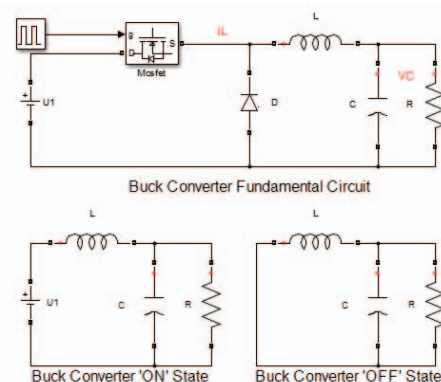 L
iL
g
D
S
Mosfet
VC
U1
D
C
R
Buck Converter Fundamental Circuit
L
L
U1
C
R
C
R
Buck Converter 'ON' State
Buck Converter 'OFF' State